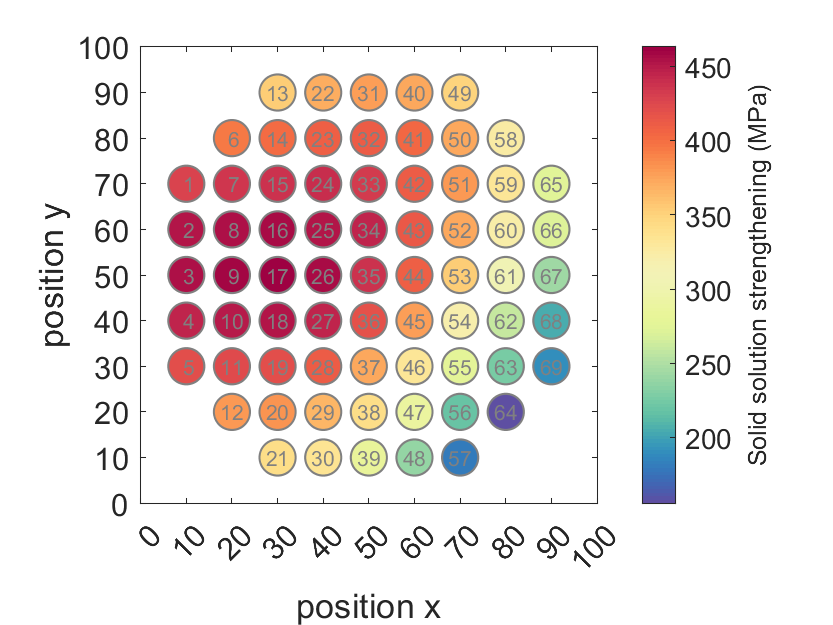 100
90
80
70
60
50
40
30
20
10
0
position y
13 22 31 40 49
6 14 23 32 41 50 58
1 7 15 24 33 42 51 59 65
2 8 16 25 34 43 52 60 66
3 9 17 26 35 44 53 61 67
4 10 18 27 36 45 54 62 68
5 11 19 28 37 46 55 63 69
12 20 29 38 47 56 64
21 30 39 48 57
0 10 20 30 40 50 60 70 80 90 100
position x
450
400
350
300
250
200
Solid solution strengthening (MPa)